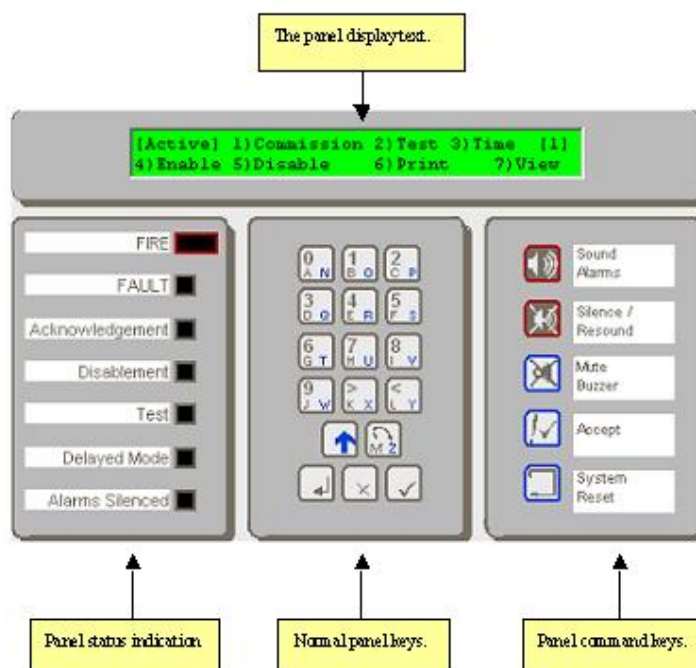 The panel display text.
[Active] 1)Commission 2)Test 3)Time [1]
4)Enable 5)Disable 6)Print 7)View
FIRE
FAULT
Acknowledgement
Disablement
Test
Delayed Mode
Alarms Silenced
0 A N
1 B O
2 C P
3 D Q
4 E R
5 F S
6 G T
7 H U
8 I V
9 J W
> K X
< L Y
M Z
Sound
Alarms
Silence /
Resound
Mute
Buzzer
Accept
System
Reset
Panel status indication
Normal panel keys.
Panel command keys.